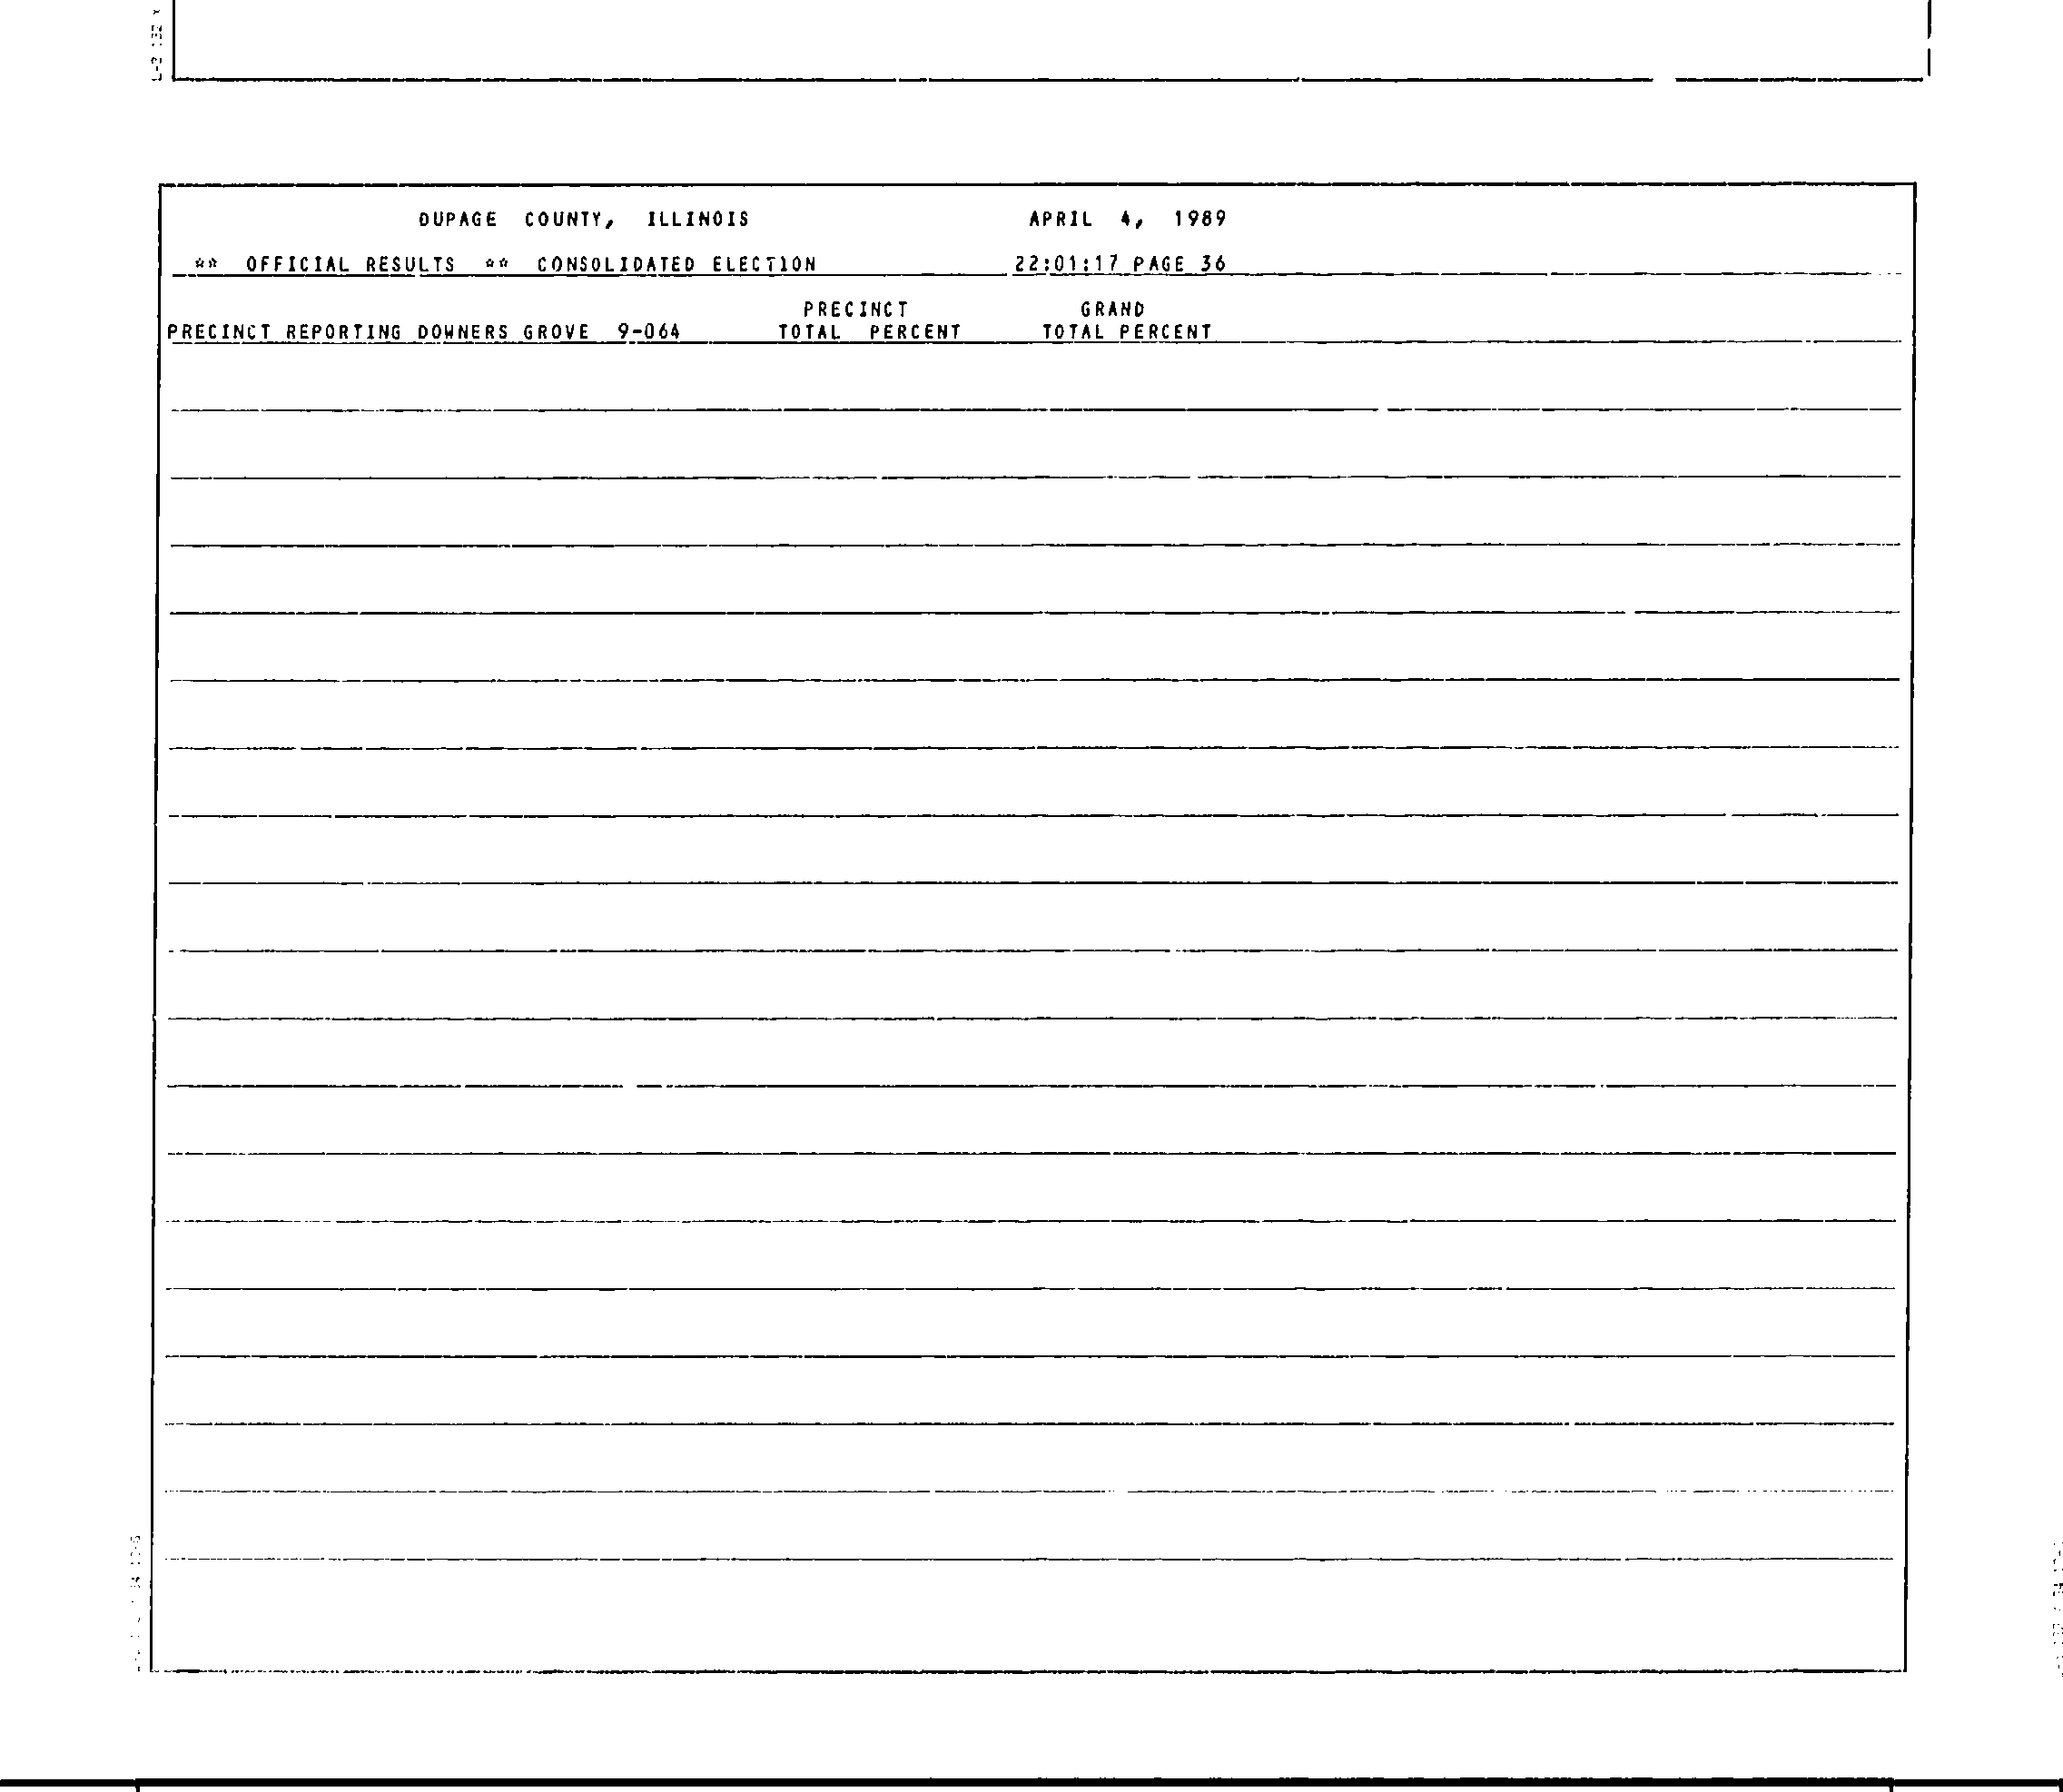 DUPAGE COUNTY, ILLINOIS APRIL 4, 1989
** OFFICIAL RESULTS ** CONSOLIDATED ELECTION 22:01:17 PAGE 36
PRECINCT GRAND
PRECINCT REPORTING DOWNERS GROVE 9-064 TOTAL PERCENT TOTAL PERCENT